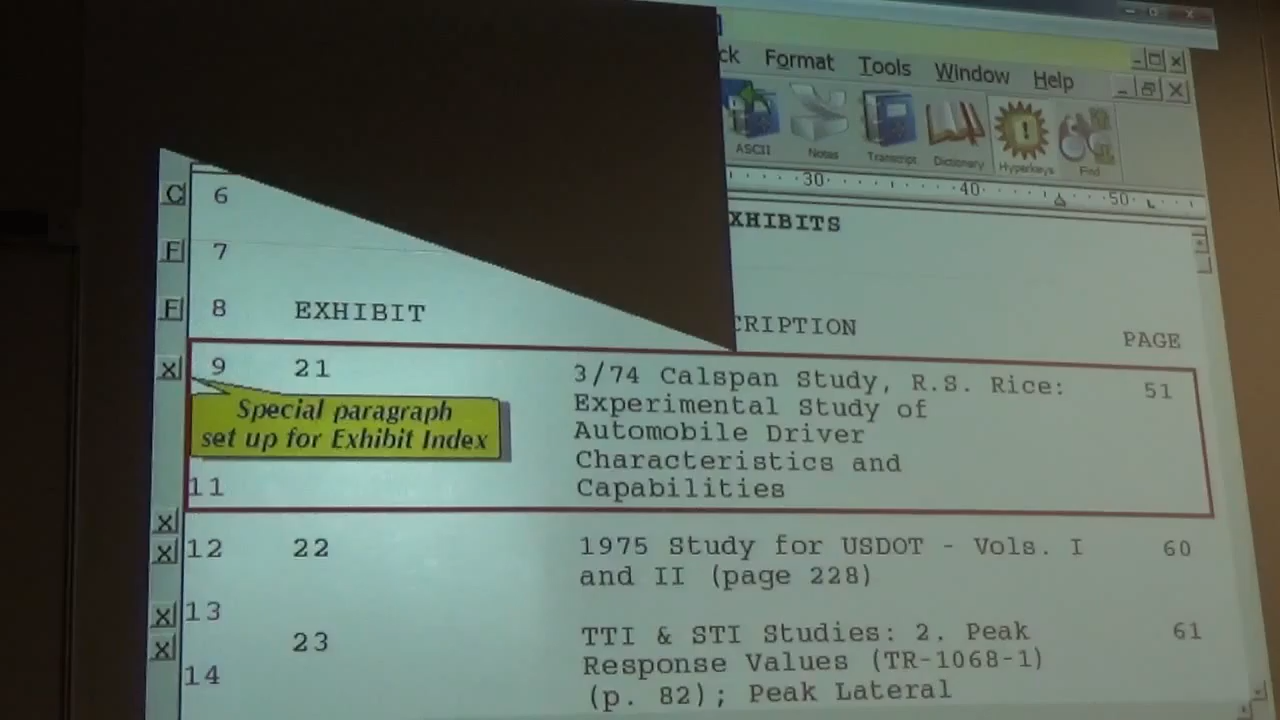 ck Format Tools Window Help
ASCII Notes Transcript Dictionary Hyperkeys Find
30 40 50
XHIBITS
C 6
F 7
F 8 EXHIBIT CRIPTION PAGE
X 9 21 3/74 Calspan Study, R.S. Rice: 51
Experimental Study of
Automobile Driver
Characteristics and
11 Capabilities
Special paragraph
set up for Exhibit Index
X
X 12 22 1975 Study for USDOT - Vols. I 60
and II (page 228)
X 13
X 23 TTI & STI Studies: 2. Peak 61
14 Response Values (TR-1068-1)
(p. 82); Peak Lateral